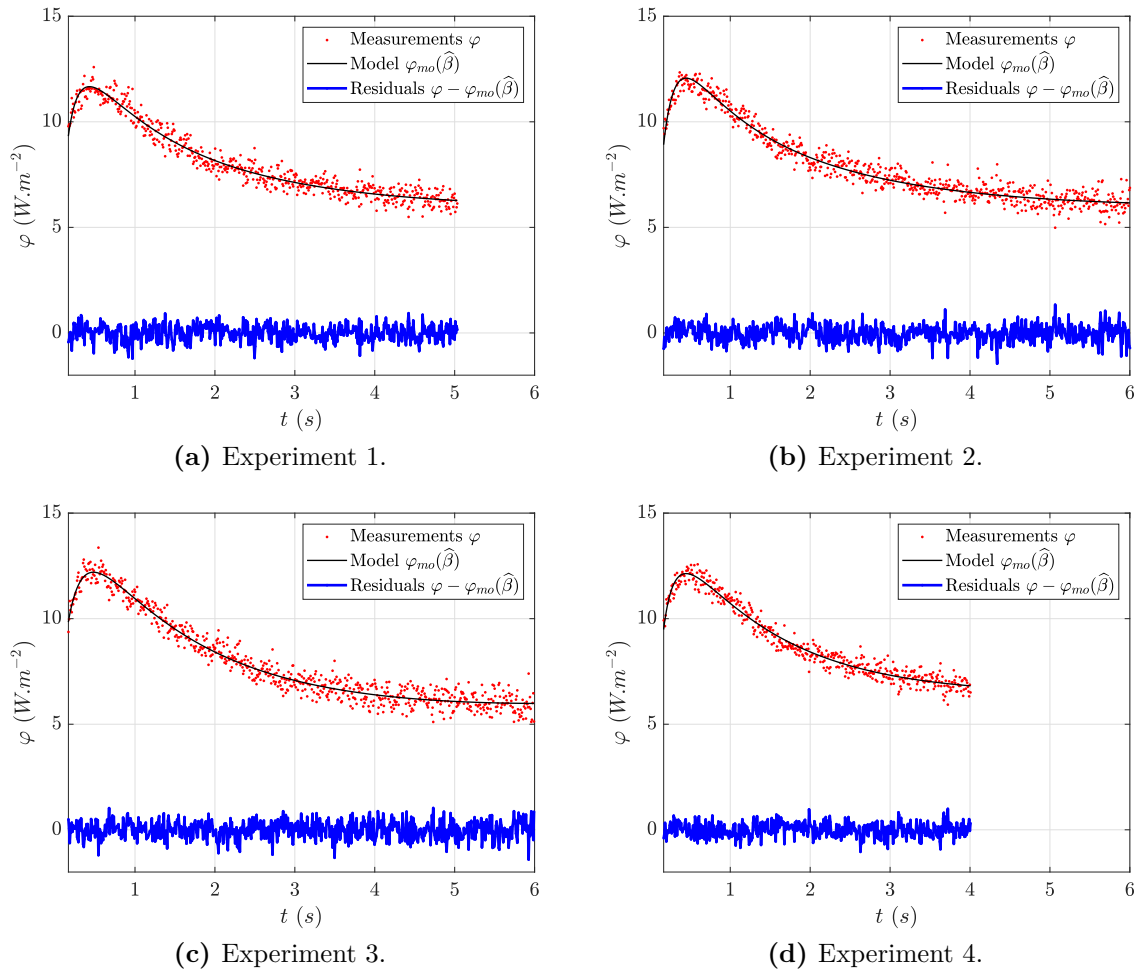 15
10
5
0
φ (W.m⁻²)
Measurements φ
Model φ_mo(β̂)
Residuals φ − φ_mo(β̂)
1 2 3 4 5 6
t (s)
(a) Experiment 1.
15
10
5
0
φ (W.m⁻²)
Measurements φ
Model φ_mo(β̂)
Residuals φ − φ_mo(β̂)
1 2 3 4 5 6
t (s)
(b) Experiment 2.
15
10
5
0
φ (W.m⁻²)
Measurements φ
Model φ_mo(β̂)
Residuals φ − φ_mo(β̂)
1 2 3 4 5 6
t (s)
(c) Experiment 3.
15
10
5
0
φ (W.m⁻²)
Measurements φ
Model φ_mo(β̂)
Residuals φ − φ_mo(β̂)
1 2 3 4 5 6
t (s)
(d) Experiment 4.